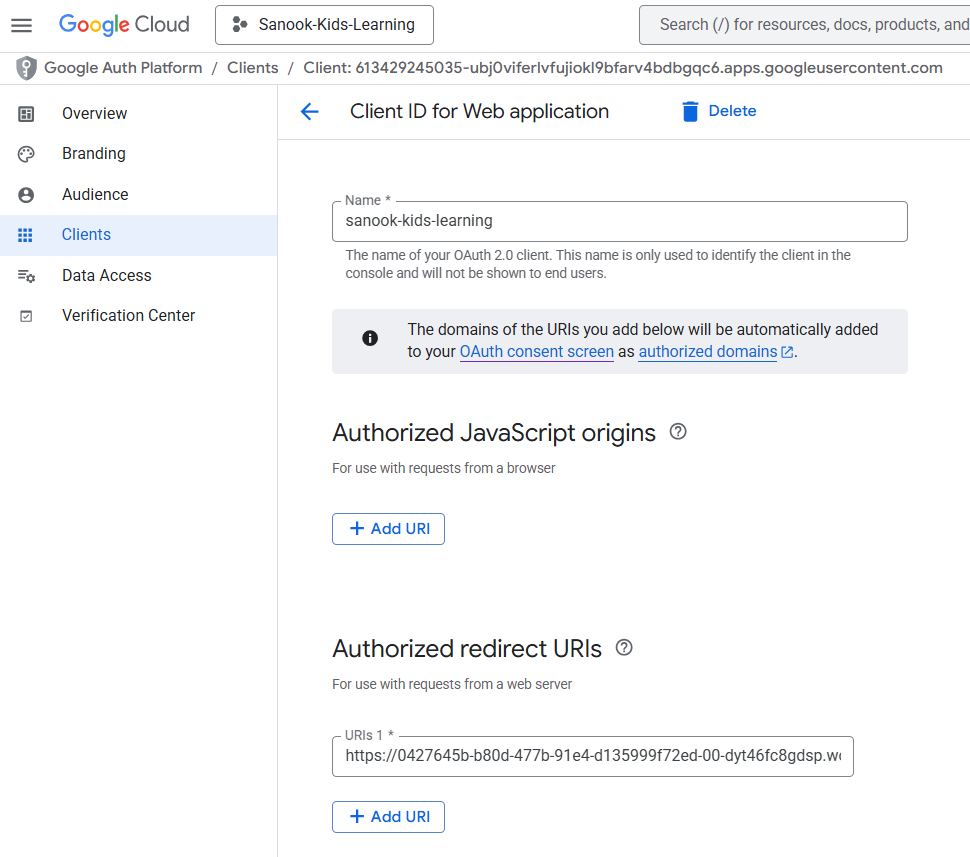 Google Cloud
Sanook-Kids-Learning
Search (/) for resources, docs, products, and
Google Auth Platform / Clients / Client: 613429245035-ubj0viferlvfujiokl9bfarv4bdbgqc6.apps.googleusercontent.com
Overview
Branding
Audience
Clients
Data Access
Verification Center
Client ID for Web application
Delete
Name *
sanook-kids-learning
The name of your OAuth 2.0 client. This name is only used to identify the client in the
console and will not be shown to end users.
The domains of the URIs you add below will be automatically added
to your OAuth consent screen as authorized domains.
Authorized JavaScript origins
For use with requests from a browser
+ Add URI
Authorized redirect URIs
For use with requests from a web server
URIs 1 *
https://0427645b-b80d-477b-91e4-d135999f72ed-00-dyt46fc8gdsp.w
+ Add URI